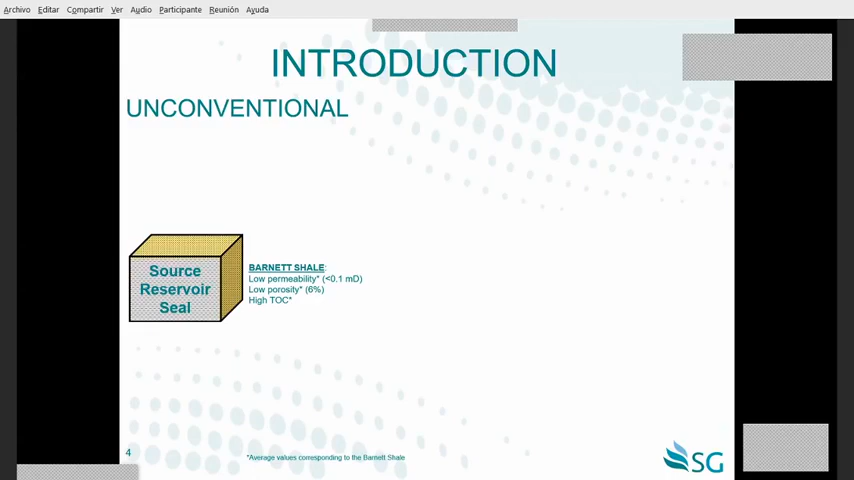 Archivo Editar Compartir Ver Audio Participante Reunión Ayuda
INTRODUCTION
UNCONVENTIONAL
Source
Reservoir
Seal
BARNETT SHALE:
Low permeability* (<0.1 mD)
Low porosity* (6%)
High TOC*
4
*Average values corresponding to the Barnett Shale
SG